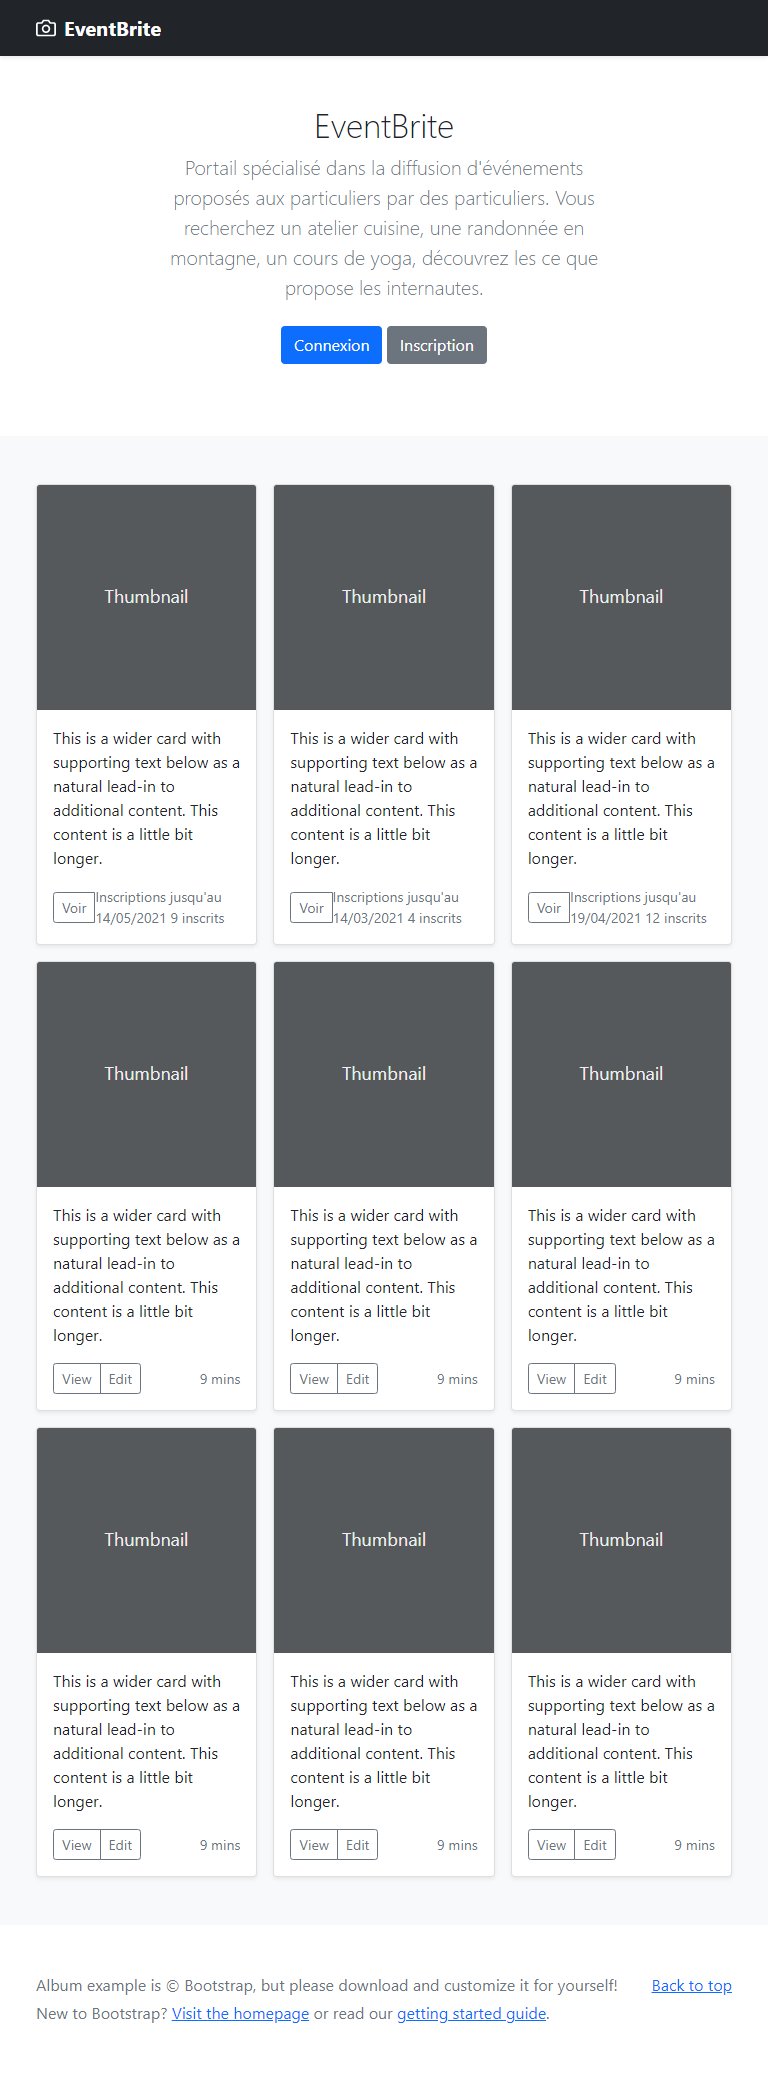 EventBrite
EventBrite
Portail spécialisé dans la diffusion d'événements
proposés aux particuliers par des particuliers. Vous
recherchez un atelier cuisine, une randonnée en
montagne, un cours de yoga, découvrez les ce que
propose les internautes.
Connexion
Inscription
Thumbnail
This is a wider card with
supporting text below as a
natural lead-in to
additional content. This
content is a little bit
longer.
Voir
Inscriptions jusqu'au
14/05/2021 9 inscrits
Thumbnail
This is a wider card with
supporting text below as a
natural lead-in to
additional content. This
content is a little bit
longer.
Voir
Inscriptions jusqu'au
14/03/2021 4 inscrits
Thumbnail
This is a wider card with
supporting text below as a
natural lead-in to
additional content. This
content is a little bit
longer.
Voir
Inscriptions jusqu'au
19/04/2021 12 inscrits
Thumbnail
This is a wider card with
supporting text below as a
natural lead-in to
additional content. This
content is a little bit
longer.
View
Edit
9 mins
Thumbnail
This is a wider card with
supporting text below as a
natural lead-in to
additional content. This
content is a little bit
longer.
View
Edit
9 mins
Thumbnail
This is a wider card with
supporting text below as a
natural lead-in to
additional content. This
content is a little bit
longer.
View
Edit
9 mins
Thumbnail
This is a wider card with
supporting text below as a
natural lead-in to
additional content. This
content is a little bit
longer.
View
Edit
9 mins
Thumbnail
This is a wider card with
supporting text below as a
natural lead-in to
additional content. This
content is a little bit
longer.
View
Edit
9 mins
Thumbnail
This is a wider card with
supporting text below as a
natural lead-in to
additional content. This
content is a little bit
longer.
View
Edit
9 mins
Album example is © Bootstrap, but please download and customize it for yourself!
Back to top
New to Bootstrap? Visit the homepage or read our getting started guide.